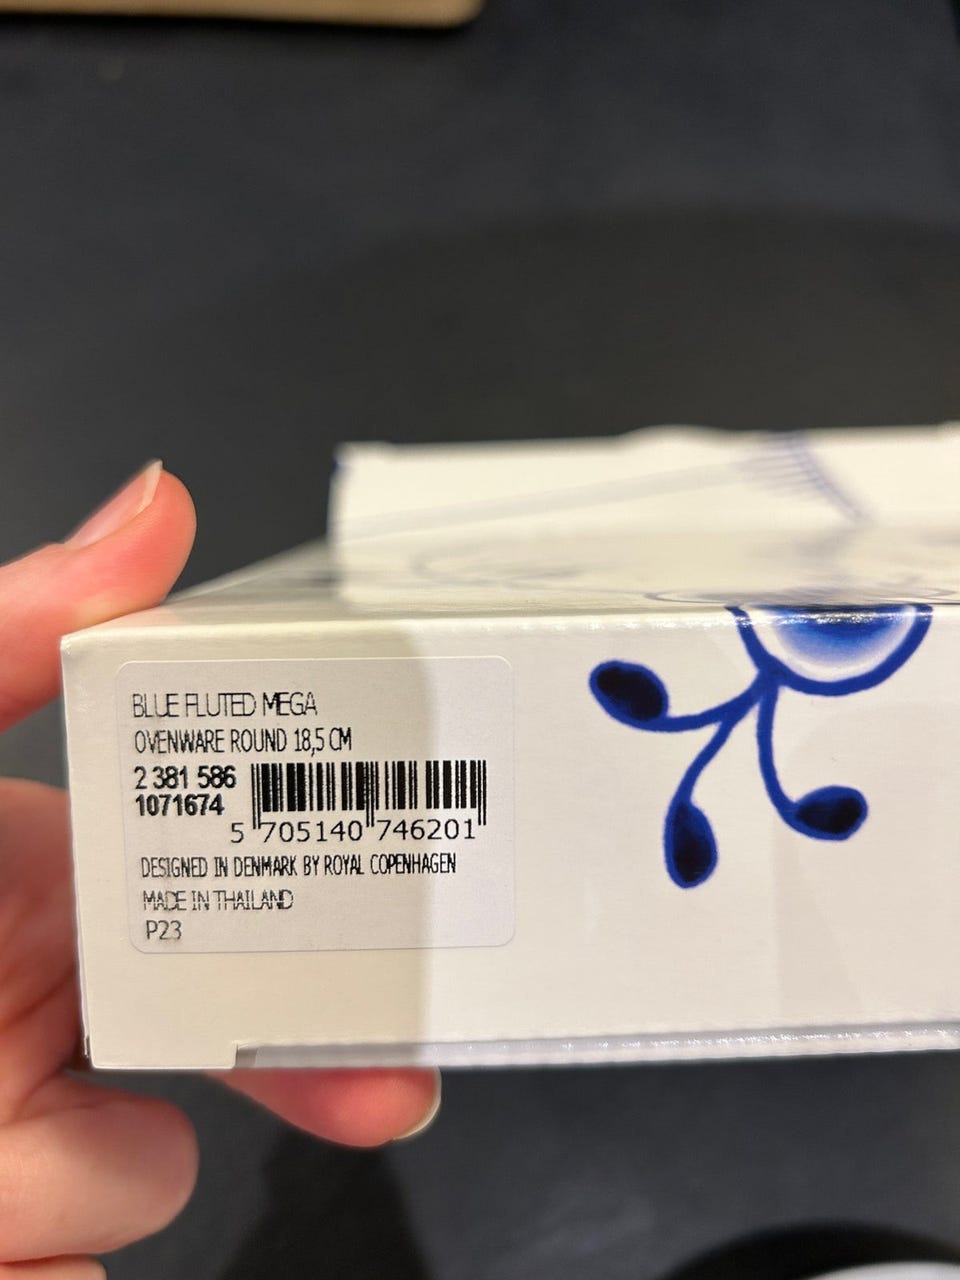 BLUE FLUTED MEGA
OVENWARE ROUND 18,5 CM
2 381 586
1071674
5 705140 746201
DESIGNED IN DENMARK BY ROYAL COPENHAGEN
MADE IN THAILAND
P23